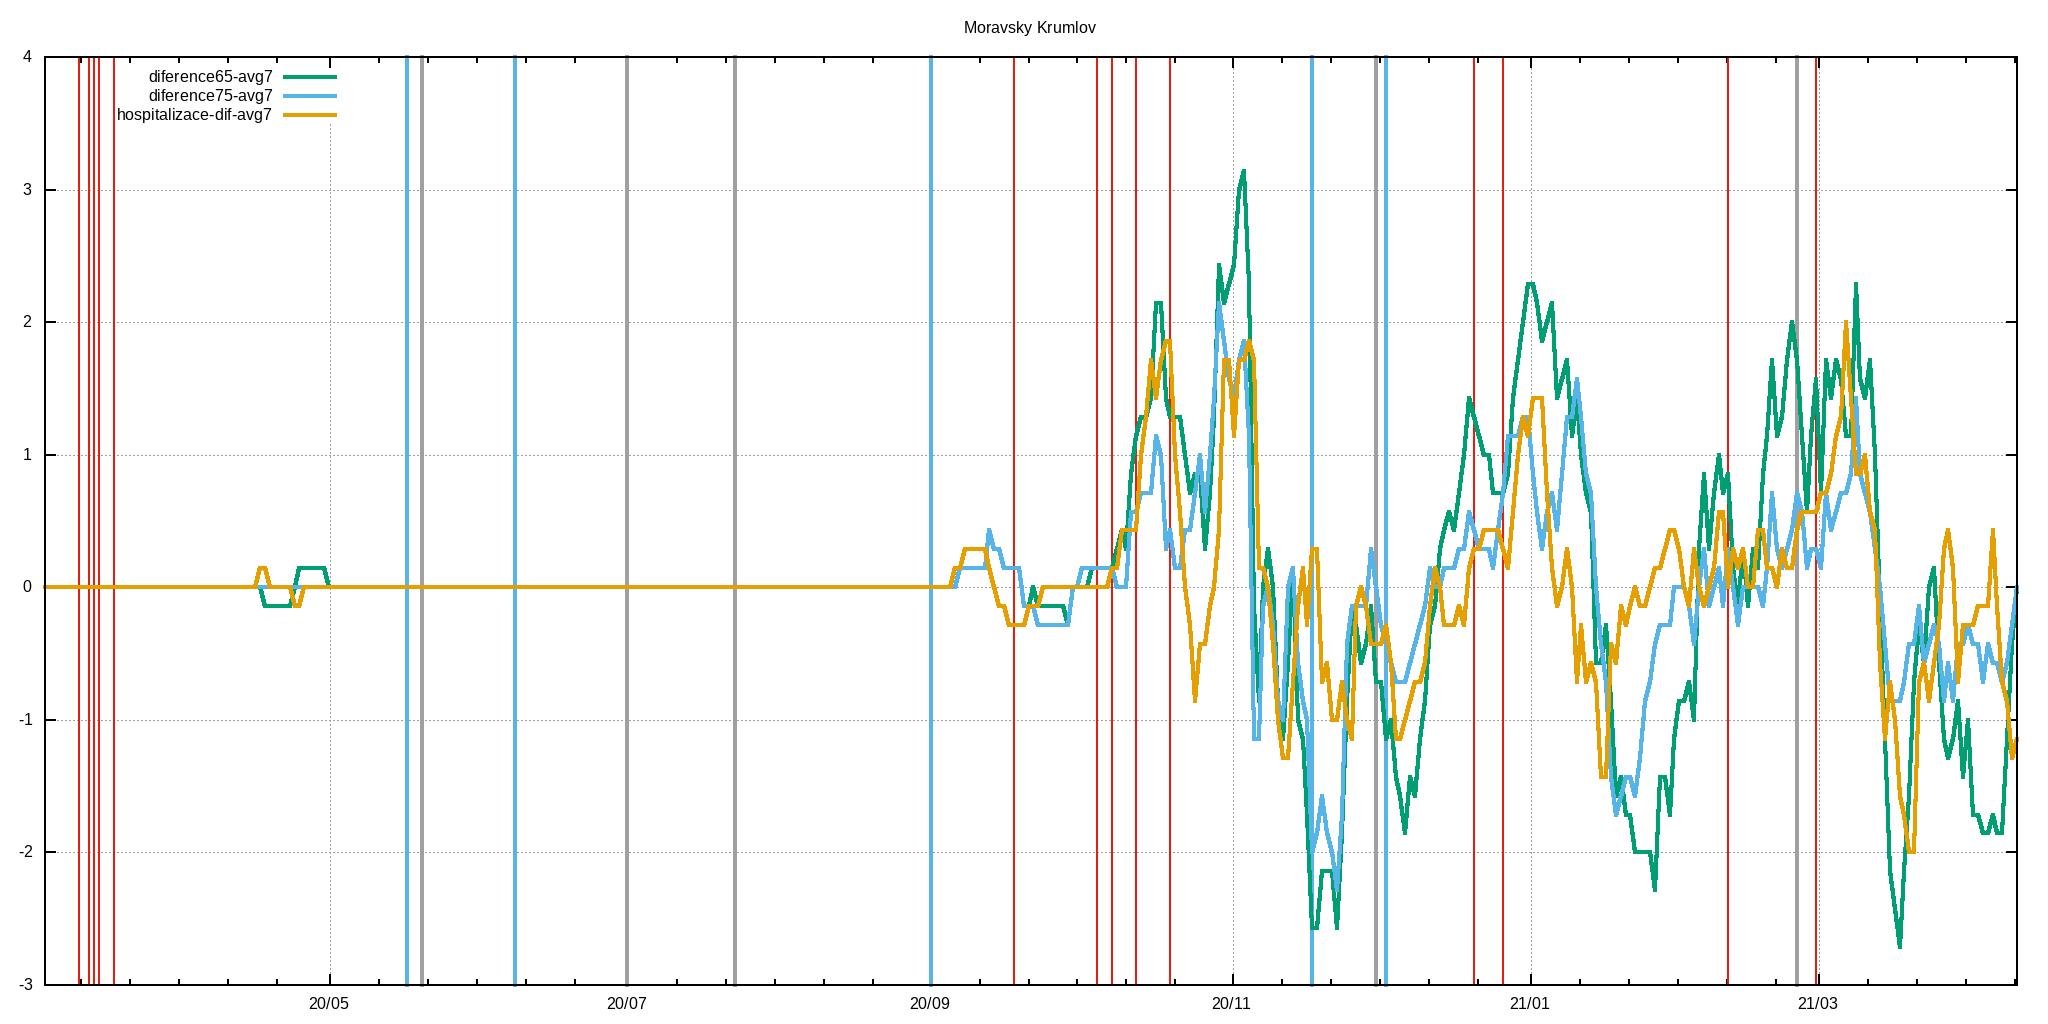 Moravsky Krumlov
diference65-avg7
diference75-avg7
hospitalizace-dif-avg7
4
3
2
1
0
-1
-2
-3
20/05 20/07 20/09 20/11 21/01 21/03